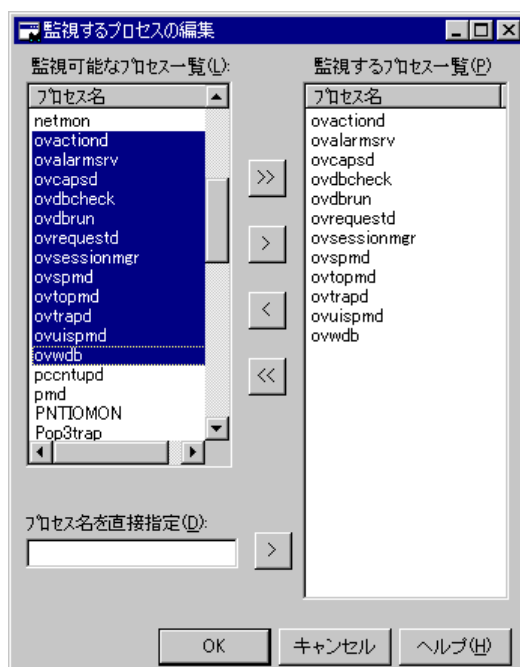 監視するプロセスの編集
監視可能なプロセス一覧(L):
プロセス名
netmon
ovactiond
ovalarmsrv
ovcapsd
ovdbcheck
ovdbrun
ovrequestd
ovsessionmgr
ovspmd
ovtopmd
ovtrapd
ovuispmd
ovwdb
pccntupd
pmd
PNTIOMON
Pop3trap
>>
>
<
<<
監視するプロセス一覧(P)
プロセス名
ovactiond
ovalarmsrv
ovcapsd
ovdbcheck
ovdbrun
ovrequestd
ovsessionmgr
ovspmd
ovtopmd
ovtrapd
ovuispmd
ovwdb
プロセス名を直接指定(D):
>
OK
キャンセル
ヘルプ(H)